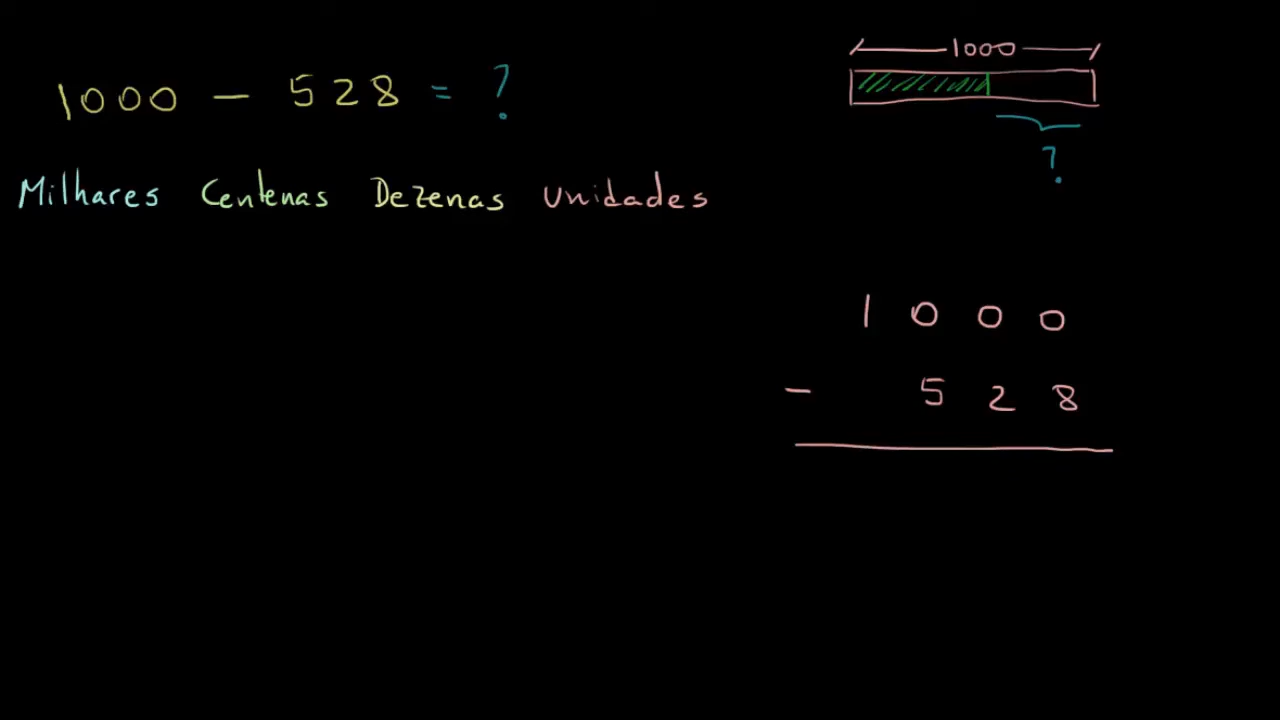 1000 - 528 = ?
Milhares Centenas Dezenas Unidades
1000
?
1 0 0 0
- 5 2 8